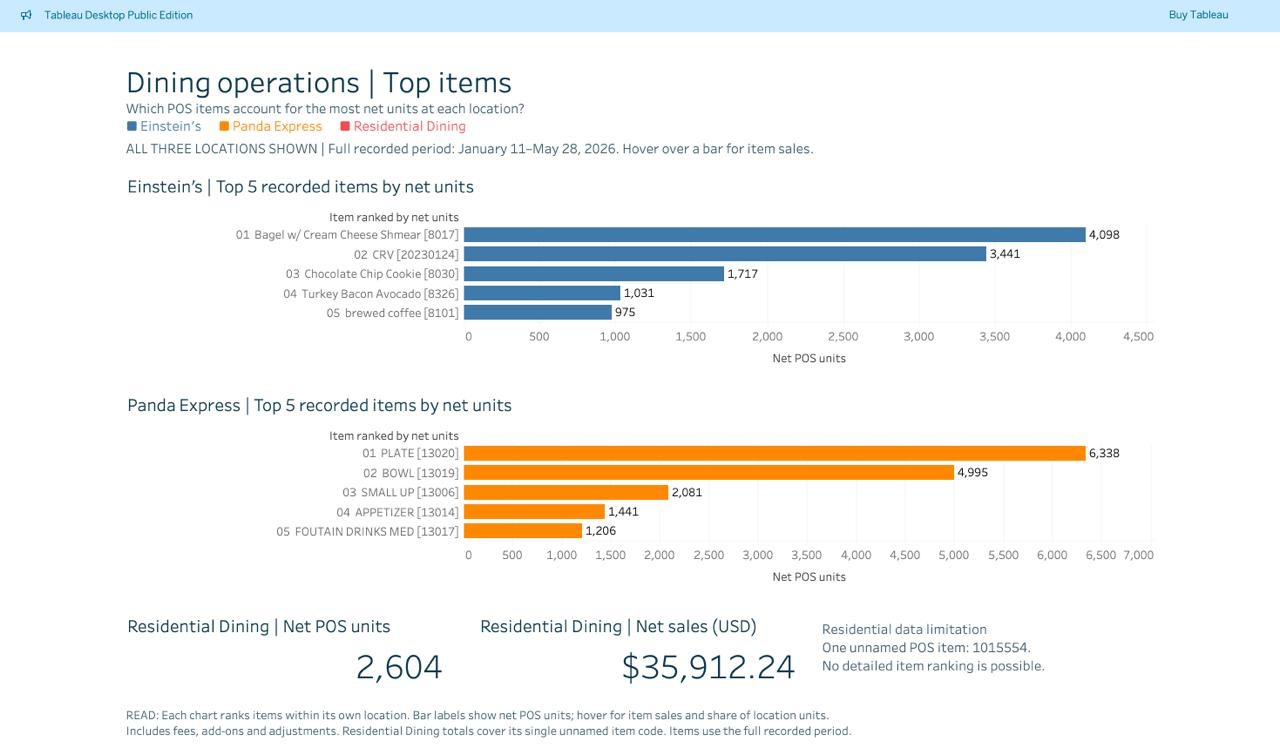 Tableau Desktop Public Edition
Buy Tableau
Dining operations | Top items
Which POS items account for the most net units at each location?
Einstein’s Panda Express Residential Dining
ALL THREE LOCATIONS SHOWN | Full recorded period: January 11–May 28, 2026. Hover over a bar for item sales.
Einstein’s | Top 5 recorded items by net units
Item ranked by net units
01 Bagel w/ Cream Cheese Shmear [8017] 4,098
02 CRV [20230124] 3,441
03 Chocolate Chip Cookie [8030] 1,717
04 Turkey Bacon Avocado [8326] 1,031
05 brewed coffee [8101] 975
0 500 1,000 1,500 2,000 2,500 3,000 3,500 4,000 4,500
Net POS units
Panda Express | Top 5 recorded items by net units
Item ranked by net units
01 PLATE [13020] 6,338
02 BOWL [13019] 4,995
03 SMALL UP [13006] 2,081
04 APPETIZER [13014] 1,441
05 FOUTAIN DRINKS MED [13017] 1,206
0 500 1,000 1,500 2,000 2,500 3,000 3,500 4,000 4,500 5,000 5,500 6,000 6,500 7,000
Net POS units
Residential Dining | Net POS units
2,604
Residential Dining | Net sales (USD)
$35,912.24
Residential data limitation
One unnamed POS item: 1015554.
No detailed item ranking is possible.
READ: Each chart ranks items within its own location. Bar labels show net POS units; hover for item sales and share of location units.
Includes fees, add-ons and adjustments. Residential Dining totals cover its single unnamed item code. Items use the full recorded period.